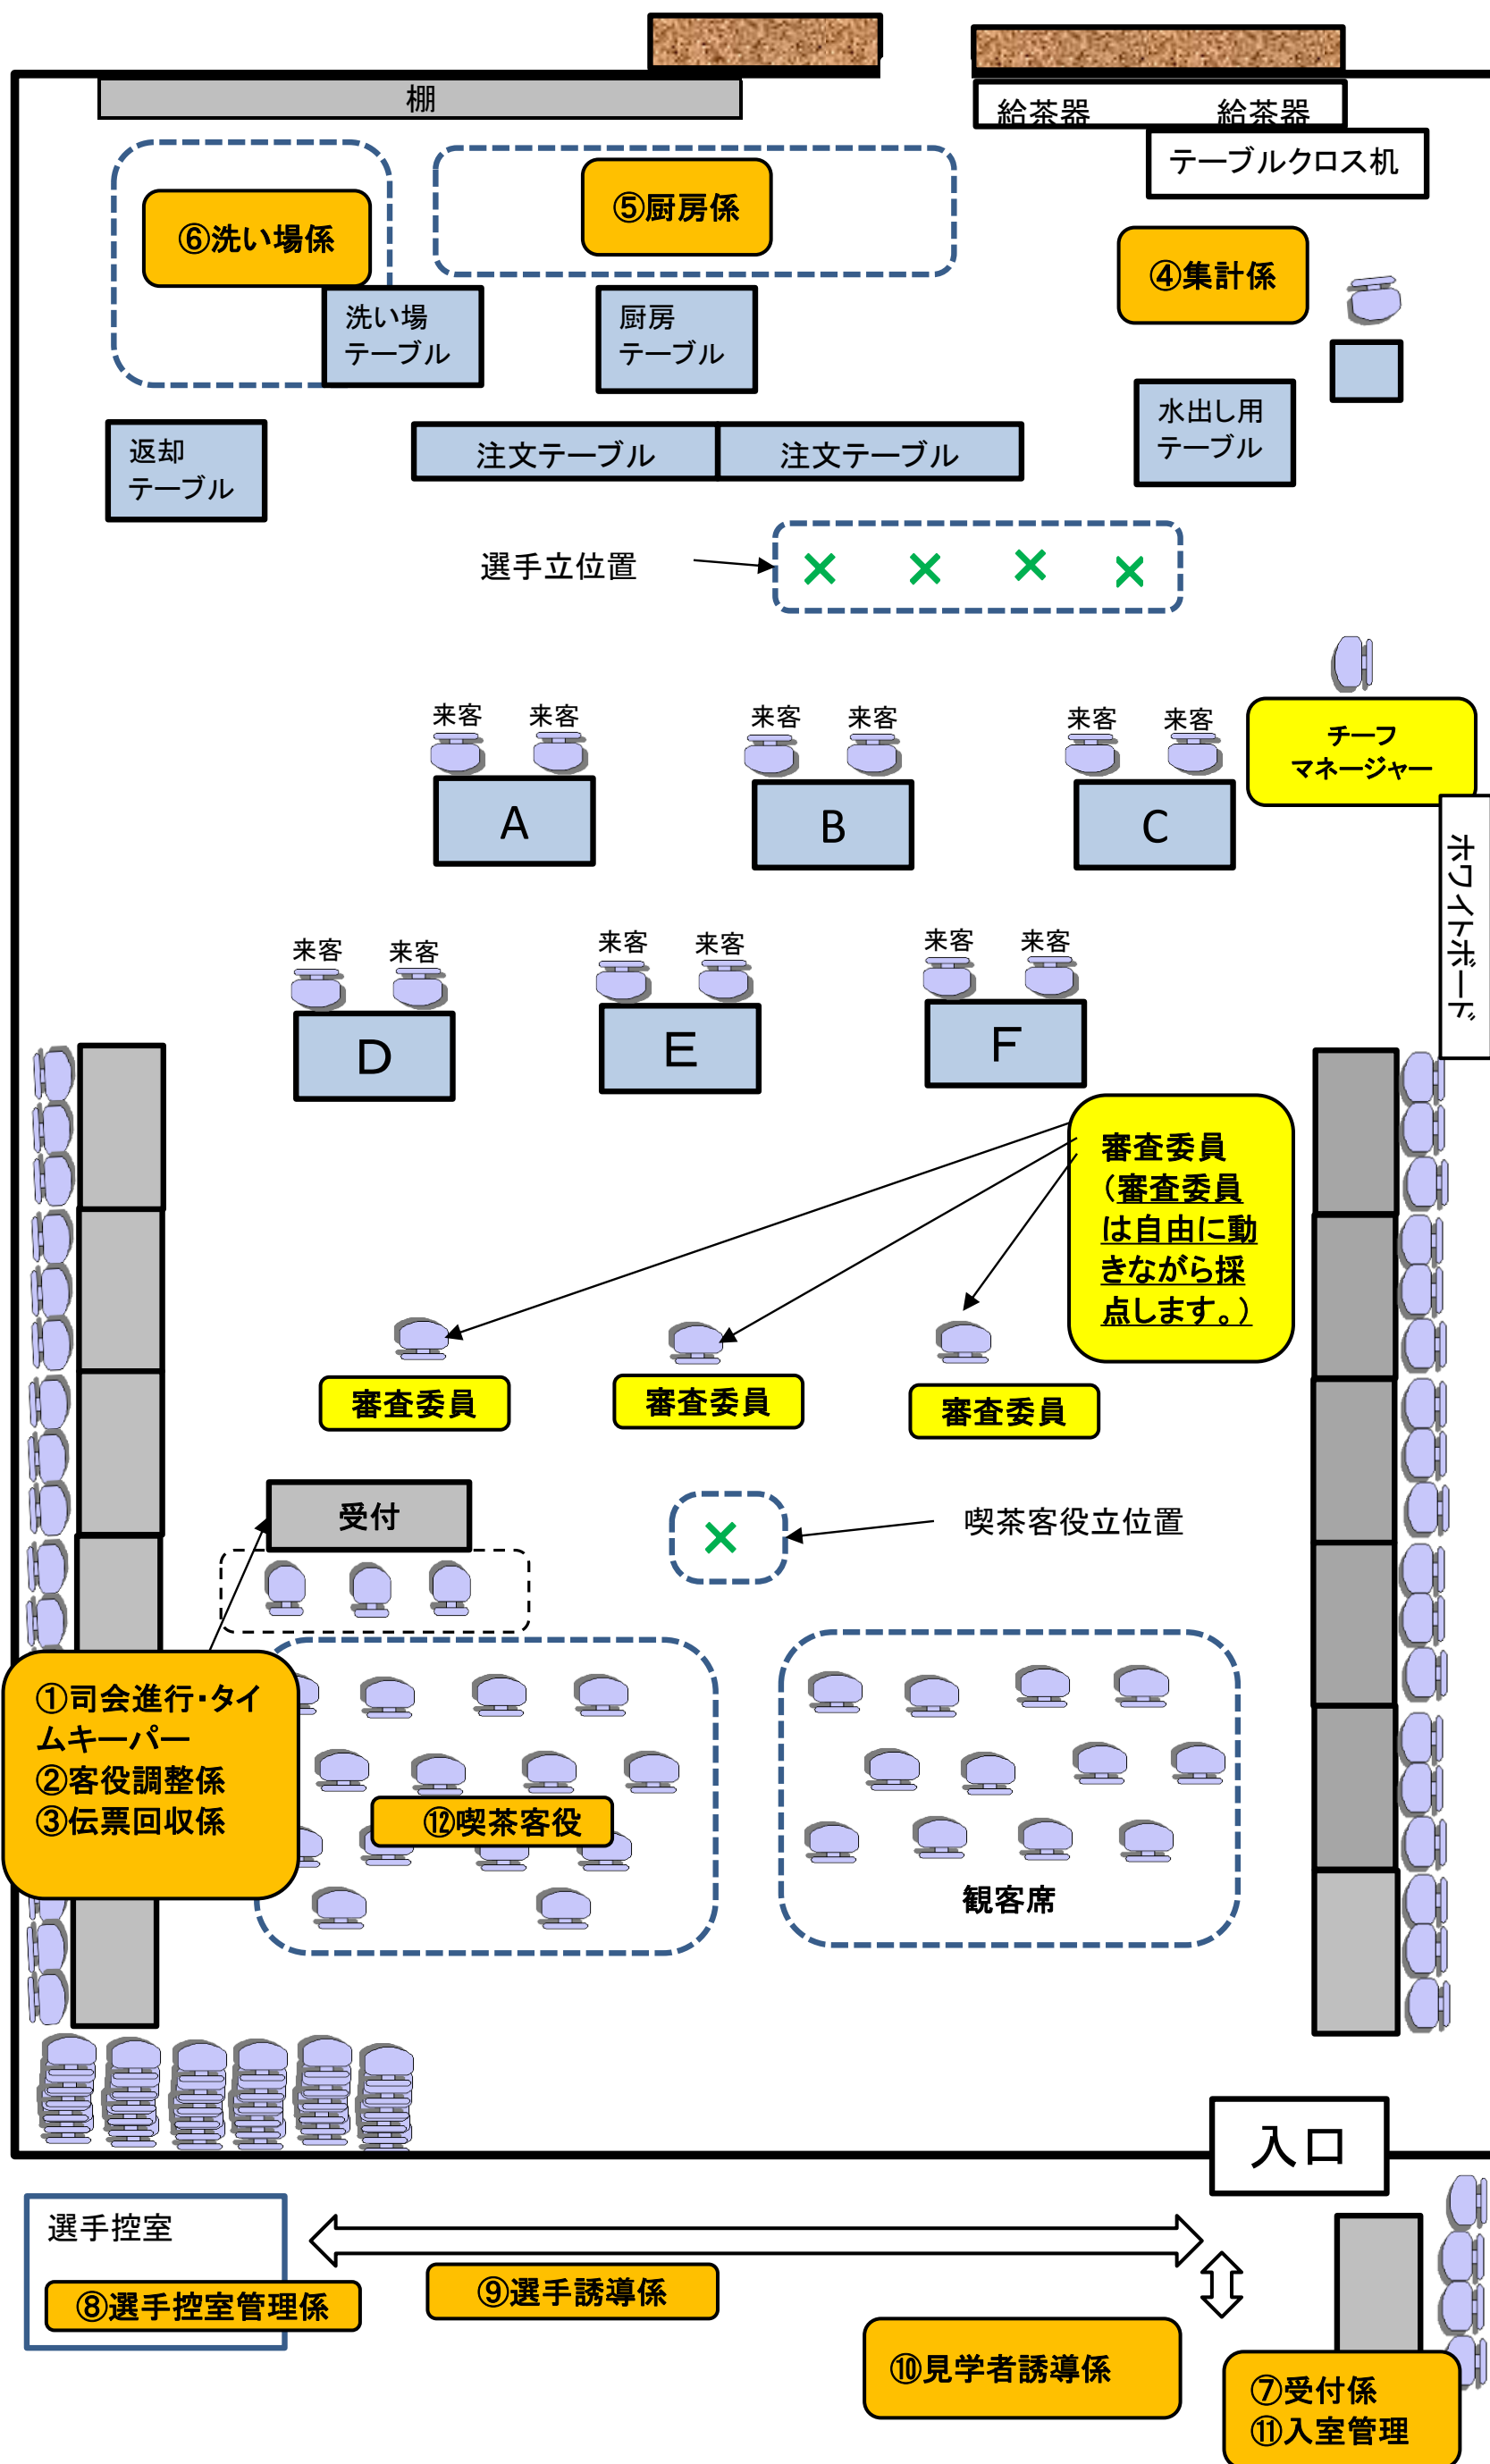 棚
給茶器
給茶器
テーブルクロス机
⑥洗い場係
⑤厨房係
④集計係
洗い場
テーブル
厨房
テーブル
水出し用
テーブル
返却
テーブル
注文テーブル
注文テーブル
選手立位置
× × × ×
来客 来客
来客 来客
来客 来客
チーフ
マネージャー
A
B
C
ホワイトボード
来客 来客
来客 来客
来客 来客
D
E
F
審査委員
（審査委員
は自由に動
きながら採
点します。）
審査委員
審査委員
審査委員
受付
×
喫茶客役立位置
①司会進行・タイ
ムキーパー
②客役調整係
③伝票回収係
⑫喫茶客役
観客席
入口
選手控室
⑧選手控室管理係
⑨選手誘導係
⑩見学者誘導係
⑦受付係
⑪入室管理